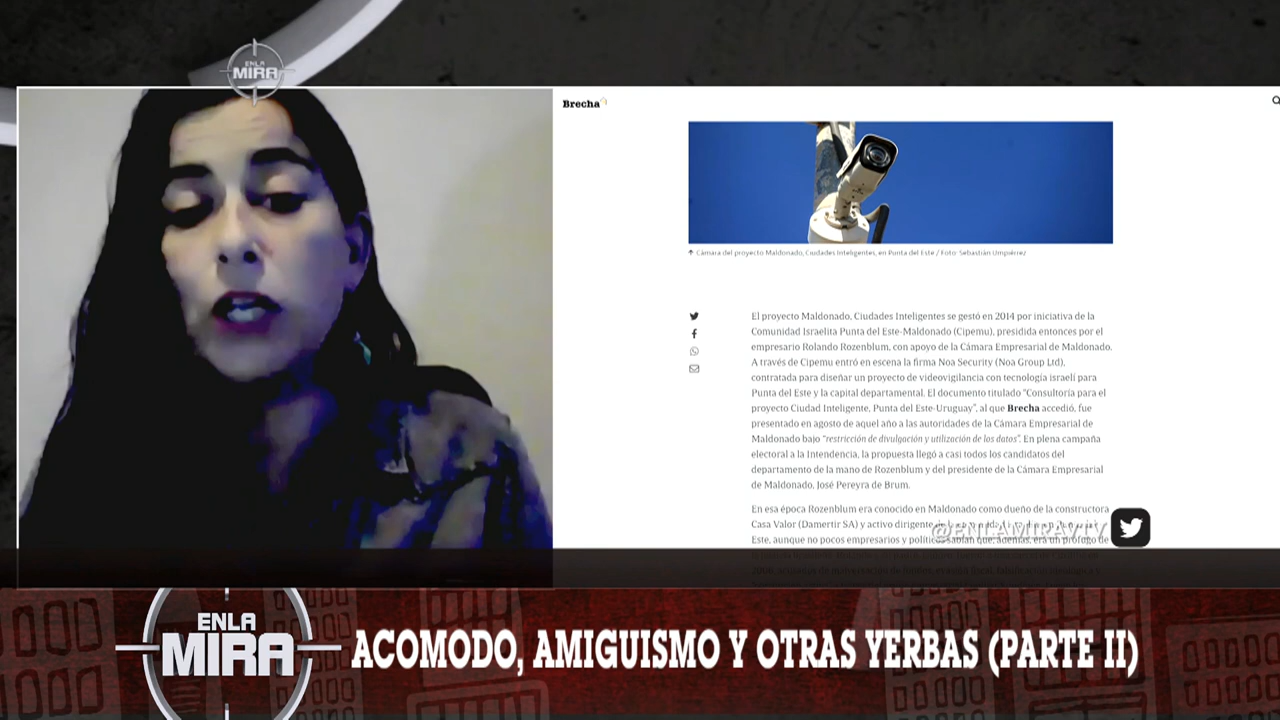 ENLA
MIRA
Brecha
Cámara del proyecto Maldonado, Ciudades Inteligentes, en Punta del Este / Foto: Sebastián Umpiérrez
El proyecto Maldonado, Ciudades Inteligentes se gestó en 2014 por iniciativa de la
Comunidad Israelita Punta del Este-Maldonado (Cipemu), presidida entonces por el
empresario Rolando Rozenblum, con apoyo de la Cámara Empresarial de Maldonado.
A través de Cipemu entró en escena la firma Noa Security (Noa Group Ltd),
contratada para diseñar un proyecto de videovigilancia con tecnología israelí para
Punta del Este y la capital departamental. El documento titulado “Consultoría para el
proyecto Ciudad Inteligente, Punta del Este-Uruguay”, al que Brecha accedió, fue
presentado en agosto de aquel año a las autoridades de la Cámara Empresarial de
Maldonado bajo “restricción de divulgación y utilización de los datos”. En plena campaña
electoral a la Intendencia, la propuesta llegó a casi todos los candidatos del
departamento de la mano de Rozenblum y del presidente de la Cámara Empresarial
de Maldonado, José Pereyra de Brum.
En esa época Rozenblum era conocido en Maldonado como dueño de la constructora
Casa Valor (Damertir SA) y activo dirigente
@ENLAMIRAVTV
Este, aunque no pocos empresarios y políticos sabían que, además, era un prófugo de
ENLA
MIRA
ACOMODO, AMIGUISMO Y OTRAS YERBAS (PARTE II)